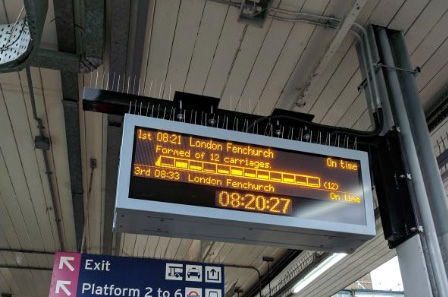 1st 08:21 London Fenchurch On time
Formed of 12 carriages.
(12)
3rd 08:33 London Fenchurch On time
08:20:27
Exit
Platform 2 to 6